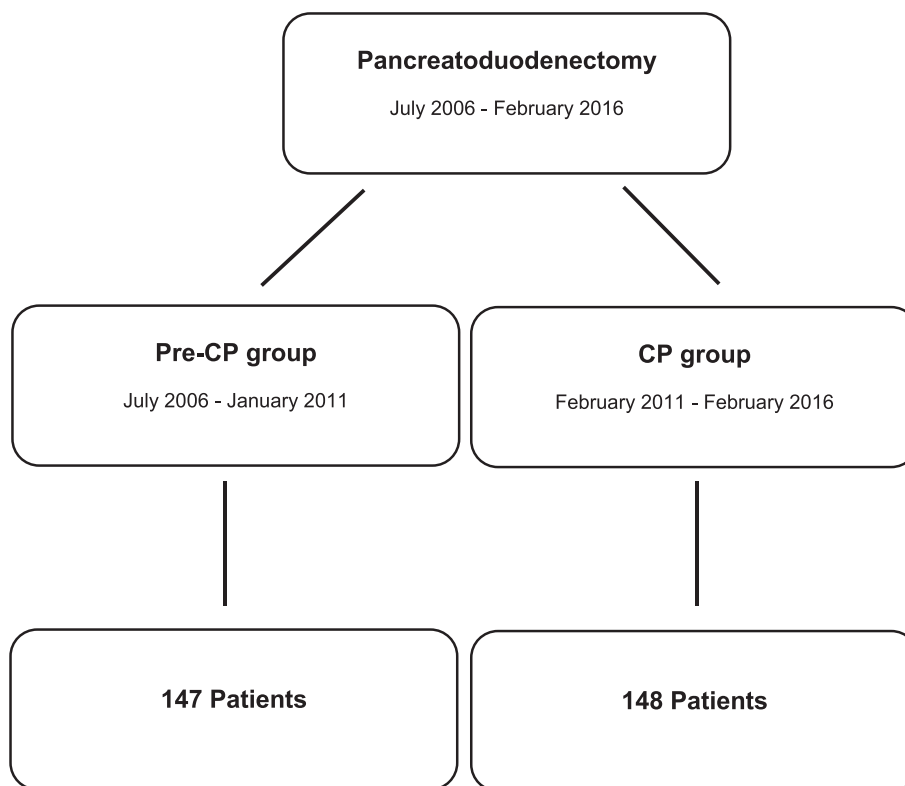 Pancreatoduodenectomy
July 2006 - February 2016
Pre-CP group
July 2006 - January 2011
CP group
February 2011 - February 2016
147 Patients
148 Patients